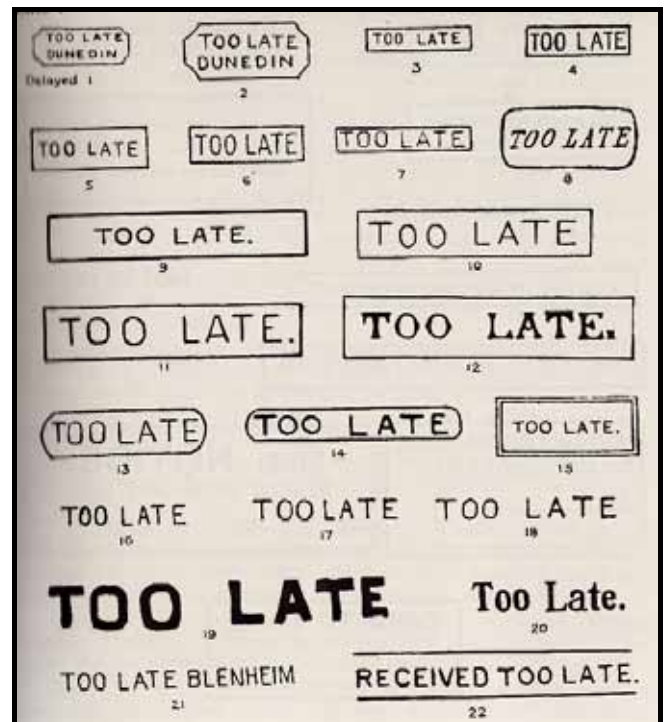 TOO LATE
DUNEDIN
Delayed 1
TOO LATE
DUNEDIN
2
TOO LATE
3
TOO LATE
4
TOO LATE
5
TOO LATE
6
TOO LATE
7
TOO LATE
8
TOO LATE.
9
TOO LATE
10
TOO LATE.
11
TOO LATE.
12
TOO LATE
13
TOO LATE
14
TOO LATE.
15
TOO LATE
16
TOO LATE
17
TOO LATE
18
TOO LATE
19
Too Late.
20
TOO LATE BLENHEIM
21
RECEIVED TOO LATE.
22